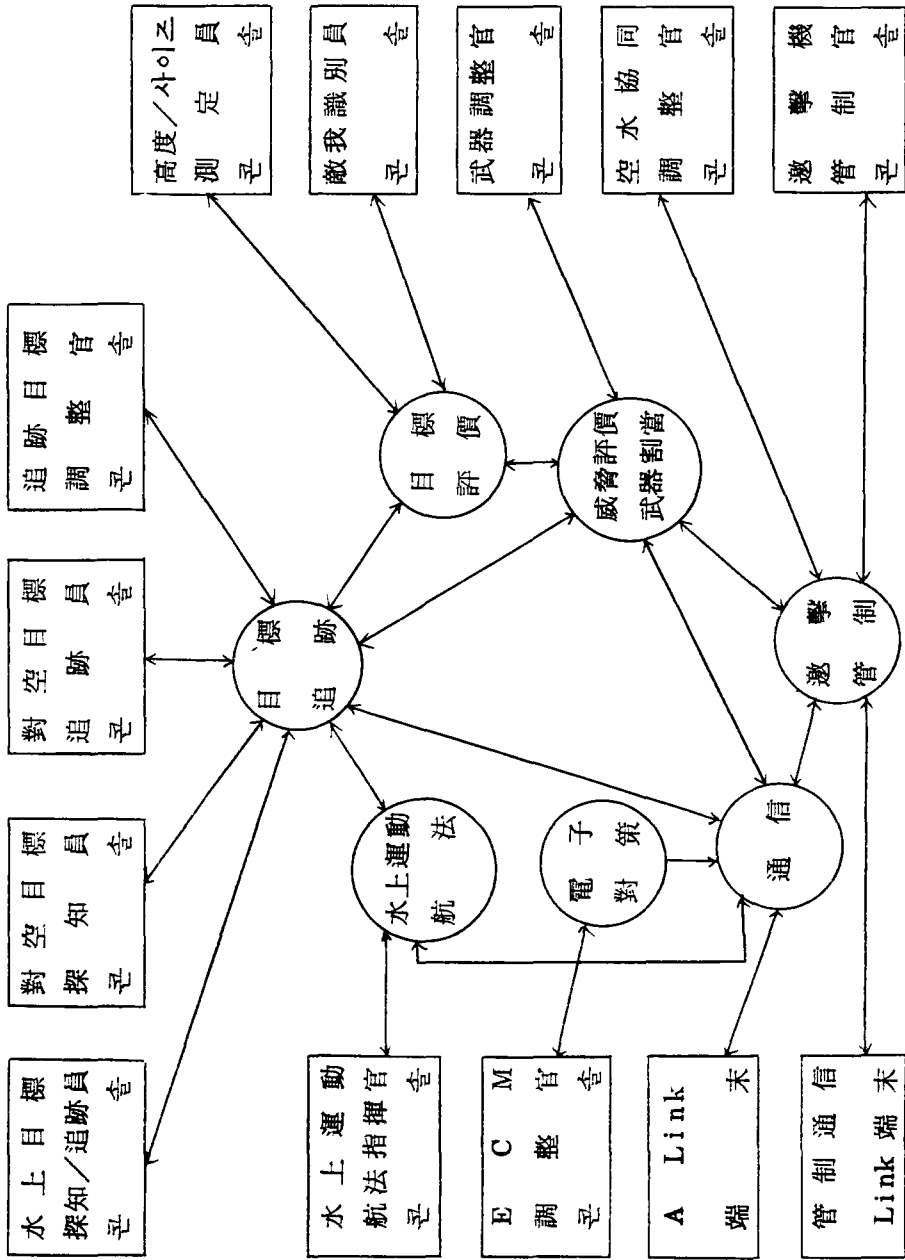 水上目標
探知/追跡員
콘솔
對空目標
探知員
콘솔
對空目標
追跡員
콘솔
追跡目標
調整官
콘솔
高度/사이즈
測定員
콘솔
敵我識別員
콘솔
武器調整官
콘솔
空水協同
調整官
콘솔
邀擊機
管制官
콘솔
水上運動
航法指揮官
콘솔
ECM
調整官
콘솔
A Link
端末
管制通信
Link端末
目標
追跡
目標
評價
水上運動
航法
電子
對策
威脅評價
武器割當
通信
邀擊
管制